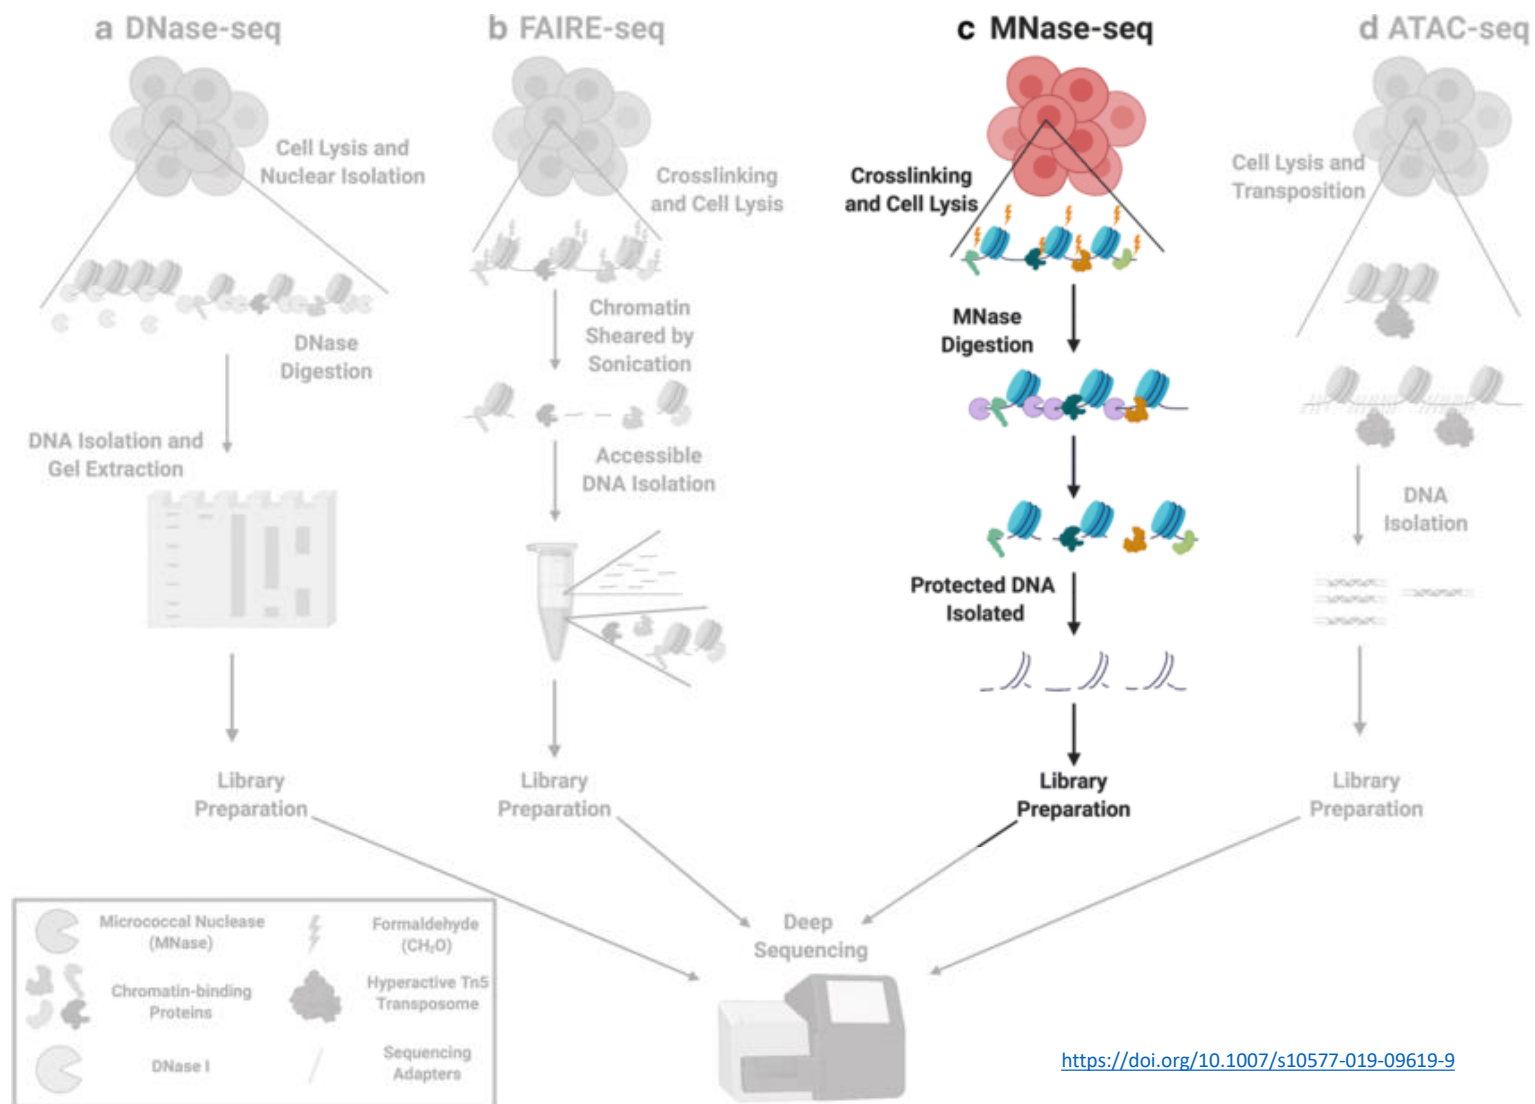 a DNase-seq
Cell Lysis and
Nuclear Isolation
DNase
Digestion
DNA Isolation and
Gel Extraction
Library
Preparation
b FAIRE-seq
Crosslinking
and Cell Lysis
Chromatin
Sheared by
Sonication
Accessible
DNA Isolation
Library
Preparation
c MNase-seq
Crosslinking
and Cell Lysis
MNase
Digestion
Protected DNA
Isolated
Library
Preparation
d ATAC-seq
Cell Lysis and
Transposition
DNA
Isolation
Library
Preparation
Deep
Sequencing
Micrococcal Nuclease
(MNase)
Formaldehyde
(CH₂O)
Chromatin-binding
Proteins
Hyperactive Tn5
Transposome
DNase I
Sequencing
Adapters
https://doi.org/10.1007/s10577-019-09619-9